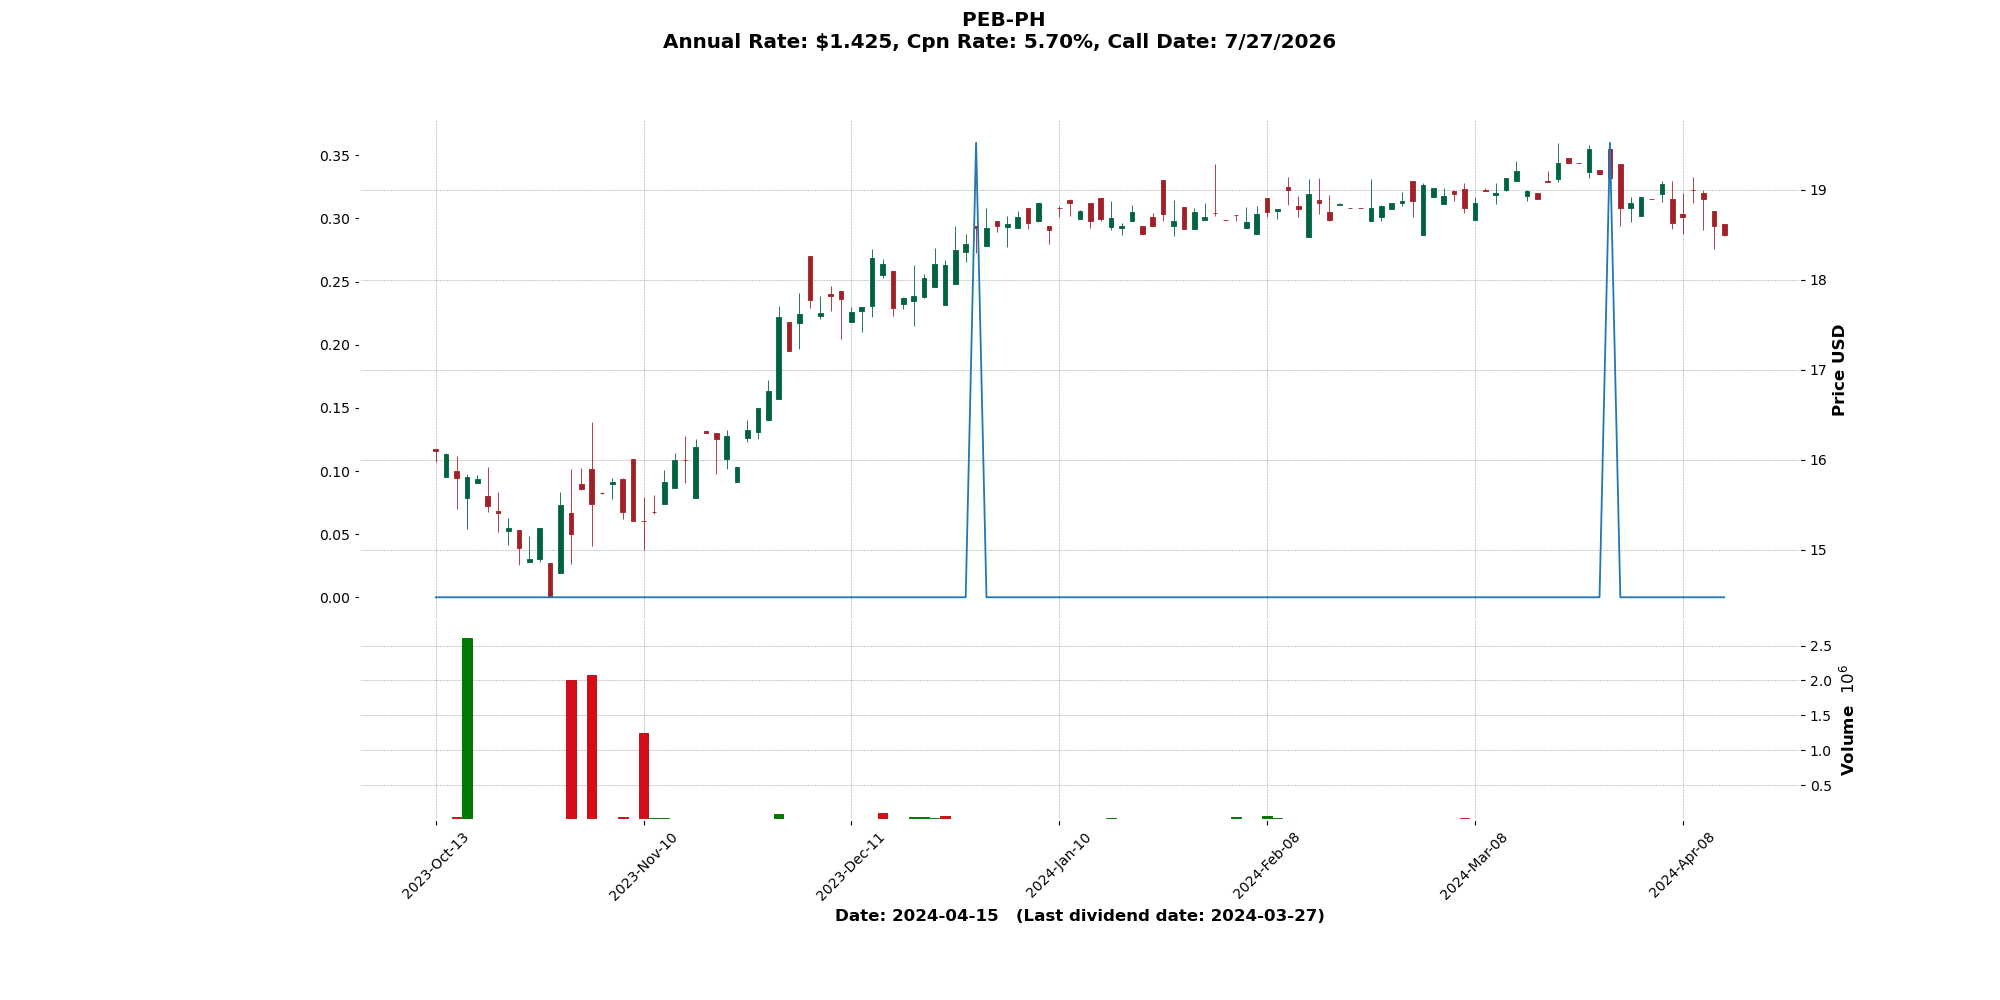 PEB-PH
Annual Rate: $1.425, Cpn Rate: 5.70%, Call Date: 7/27/2026
0.35
0.30
0.25
0.20
0.15
0.10
0.05
0.00
19
18
17
16
15
Price USD
2.5
2.0
1.5
1.0
0.5
Volume 10^6
2023-Oct-13
2023-Nov-10
2023-Dec-11
2024-Jan-10
2024-Feb-08
2024-Mar-08
2024-Apr-08
Date: 2024-04-15 (Last dividend date: 2024-03-27)